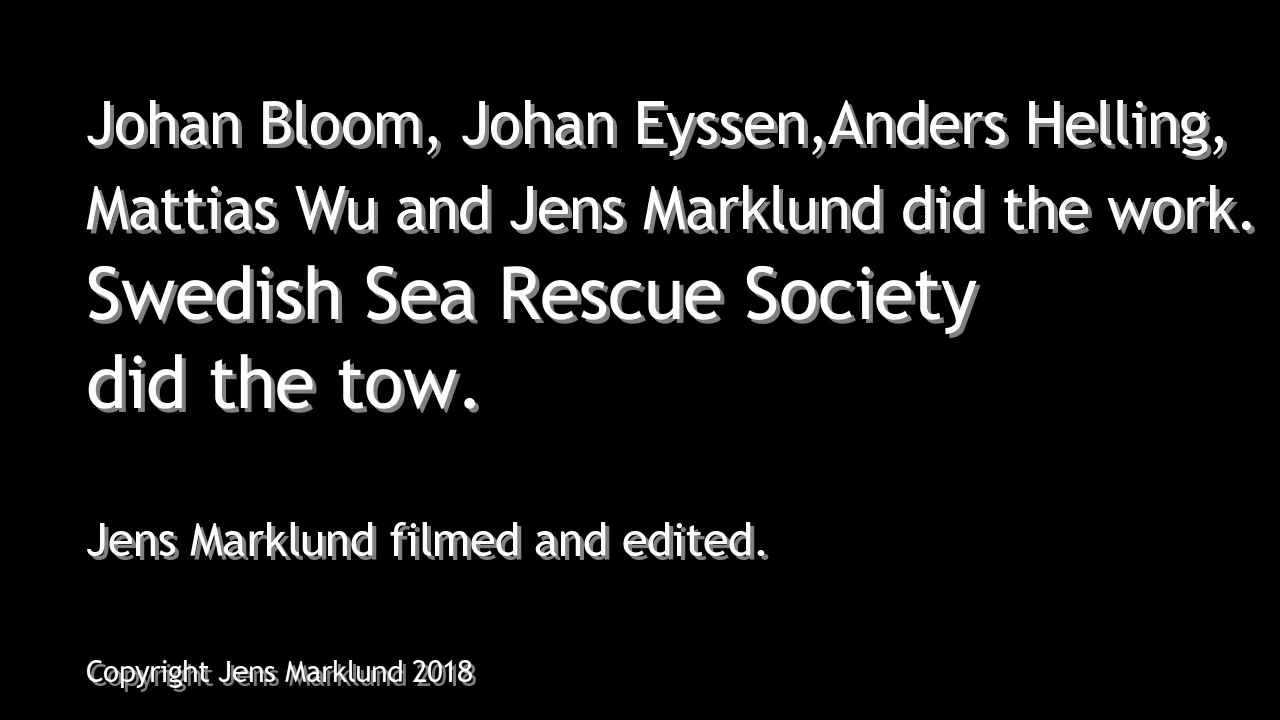 Johan Bloom, Johan Eyssen,Anders Helling,
Mattias Wu and Jens Marklund did the work.
Swedish Sea Rescue Society
did the tow.
Jens Marklund filmed and edited.
Copyright Jens Marklund 2018